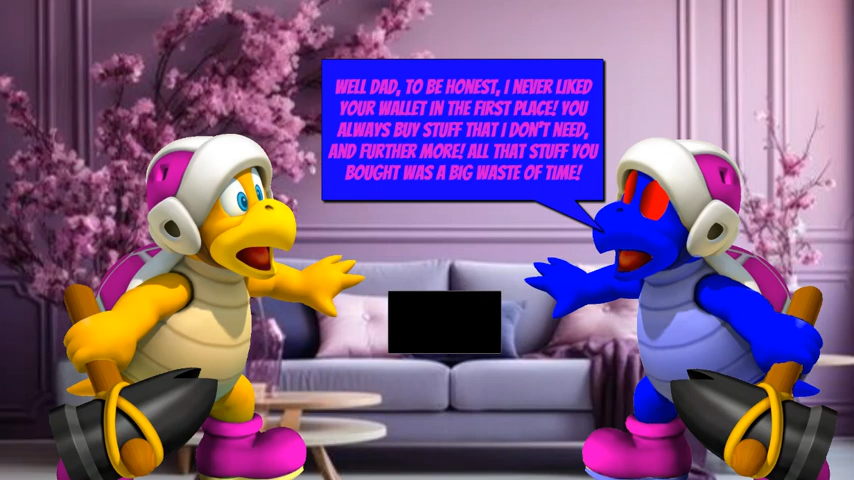 WELL DAD, TO BE HONEST, I NEVER LIKED
YOUR WALLET IN THE FIRST PLACE! YOU
ALWAYS BUY STUFF THAT I DON'T NEED,
AND FURTHER MORE! ALL THAT STUFF YOU
BOUGHT WAS A BIG WASTE OF TIME!